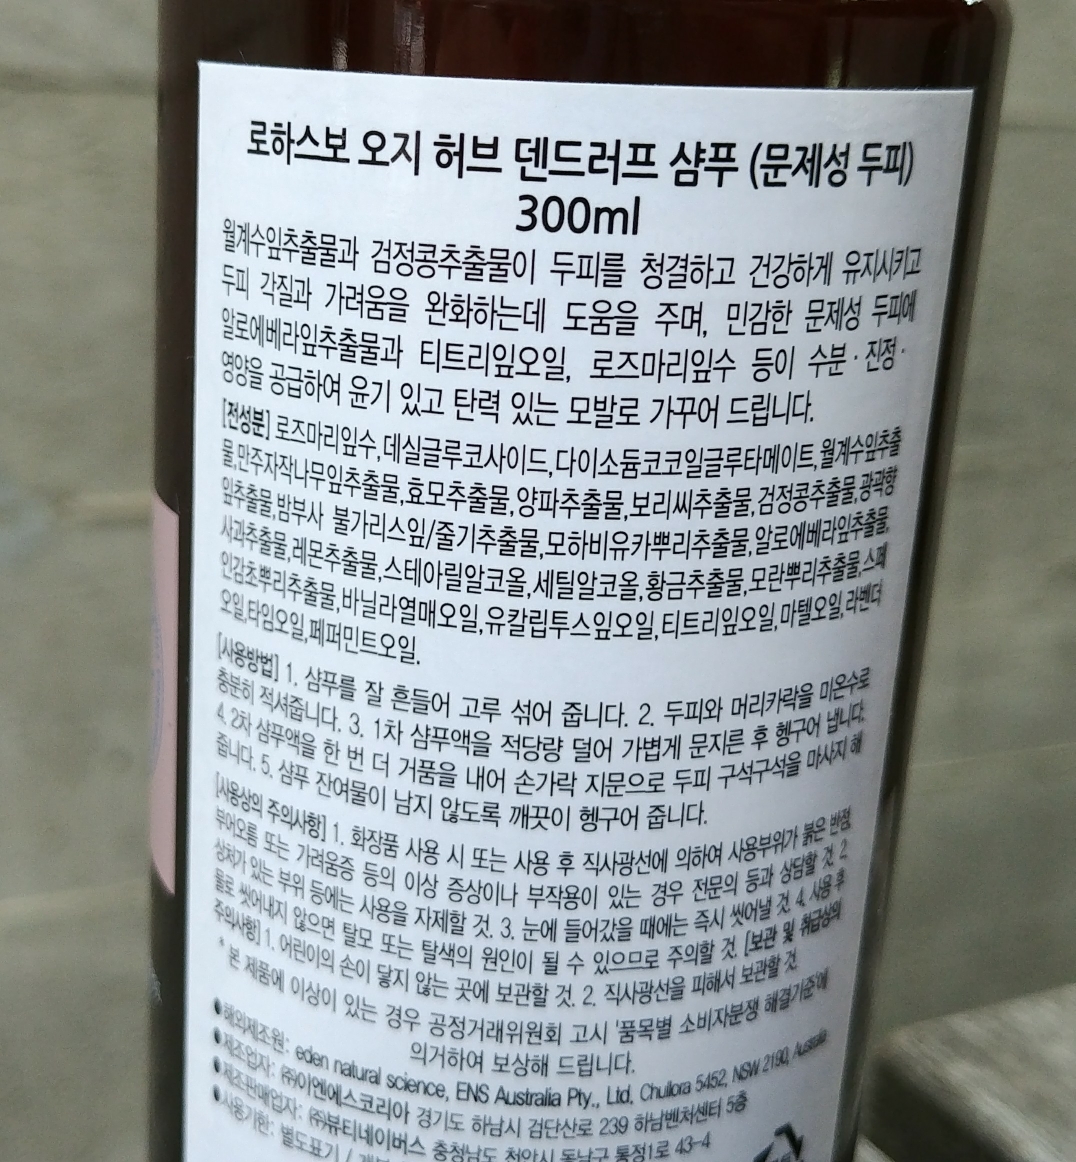 로하스보 오지 허브 덴드러프 샴푸 (문제성 두피)
300ml
월계수잎추출물과 검정콩추출물이 두피를 청결하고 건강하게 유지시키고
두피 각질과 가려움을 완화하는데 도움을 주며, 민감한 문제성 두피에
알로에베라잎추출물과 티트리잎오일, 로즈마리잎수 등이 수분·진정·
영양을 공급하여 윤기 있고 탄력 있는 모발로 가꾸어 드립니다.
[전성분] 로즈마리잎수,데실글루코사이드,다이소듐코코일글루타메이트,월계수잎추출
물,만주자작나무잎추출물,효모추출물,양파추출물,보리씨추출물,검정콩추출물,광곽향
잎추출물,밤부사 불가리스잎/줄기추출물,모하비유카뿌리추출물,알로에베라잎추출물,
사과추출물,레몬추출물,스테아릴알코올,세틸알코올,황금추출물,모란뿌리추출물,스페
인감초뿌리추출물,바닐라열매오일,유칼립투스잎오일,티트리잎오일,마텔오일,라벤더
오일,타임오일,페퍼민트오일.
[사용방법] 1. 샴푸를 잘 흔들어 고루 섞어 줍니다. 2. 두피와 머리카락을 미온수로
충분히 적셔줍니다. 3. 1차 샴푸액을 적당량 덜어 가볍게 문지른 후 헹구어 냅니다.
4. 2차 샴푸액을 한 번 더 거품을 내어 손가락 지문으로 두피 구석구석을 마사지 해
줍니다. 5. 샴푸 잔여물이 남지 않도록 깨끗이 헹구어 줍니다.
[사용상의 주의사항] 1. 화장품 사용 시 또는 사용 후 직사광선에 의하여 사용부위가 붉은 반점,
부어오름 또는 가려움증 등의 이상 증상이나 부작용이 있는 경우 전문의 등과 상담할 것. 2.
상처가 있는 부위 등에는 사용을 자제할 것. 3. 눈에 들어갔을 때에는 즉시 씻어낼 것. 4. 사용 후
물로 씻어내지 않으면 탈모 또는 탈색의 원인이 될 수 있으므로 주의할 것. [보관 및 취급상의
주의사항] 1. 어린이의 손이 닿지 않는 곳에 보관할 것. 2. 직사광선을 피해서 보관할 것.
* 본 제품에 이상이 있는 경우 공정거래위원회 고시 '품목별 소비자분쟁 해결기준'에
의거하여 보상해 드립니다.
●해외제조원: eden natural science, ENS Australia Pty., Ltd, Chullora 5452, NSW 2190, Australia
●제조업자: ㈜이엔에스코리아 경기도 하남시 검단산로 239 하남벤처센터 5층
●제조판매업자: ㈜뷰티네이버스 충청남도 천안시 동남구 통정1로 43-4
●사용기한: 별도표기 /